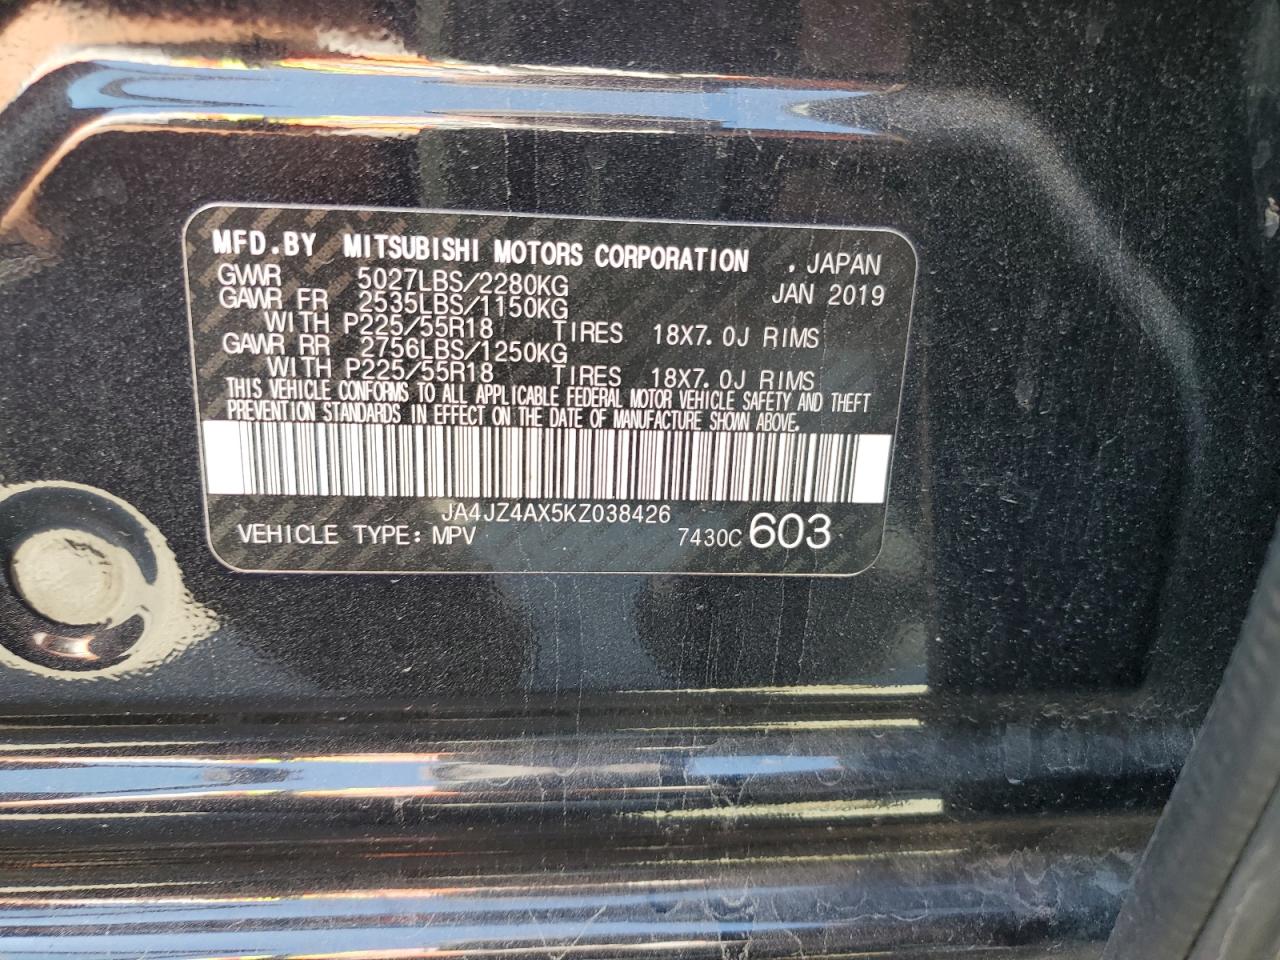 MFD.BY MITSUBISHI MOTORS CORPORATION . JAPAN
GVWR 5027LBS/2280KG JAN 2019
GAWR FR 2535LBS/1150KG
WITH P225/55R18 TIRES 18X7.0J RIMS
GAWR RR 2756LBS/1250KG
WITH P225/55R18 TIRES 18X7.0J RIMS
THIS VEHICLE CONFORMS TO ALL APPLICABLE FEDERAL MOTOR VEHICLE SAFETY AND THEFT
PREVENTION STANDARDS IN EFFECT ON THE DATE OF MANUFACTURE SHOWN ABOVE.
JA4JZ4AX5KZ038426
VEHICLE TYPE: MPV 7430C 603